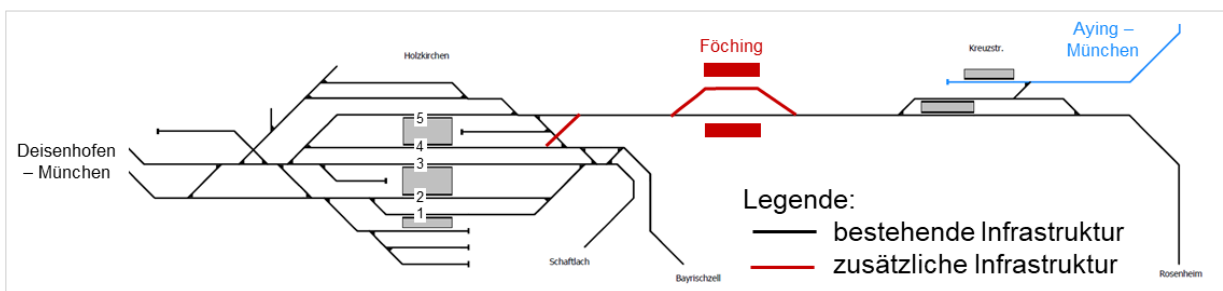 Aying –
München
Föching
Kreuzstr.
Holzkirchen
5
4
3
2
1
Deisenhofen
– München
Legende:
bestehende Infrastruktur
zusätzliche Infrastruktur
Schaftlach
Bayrischzell
Rosenheim